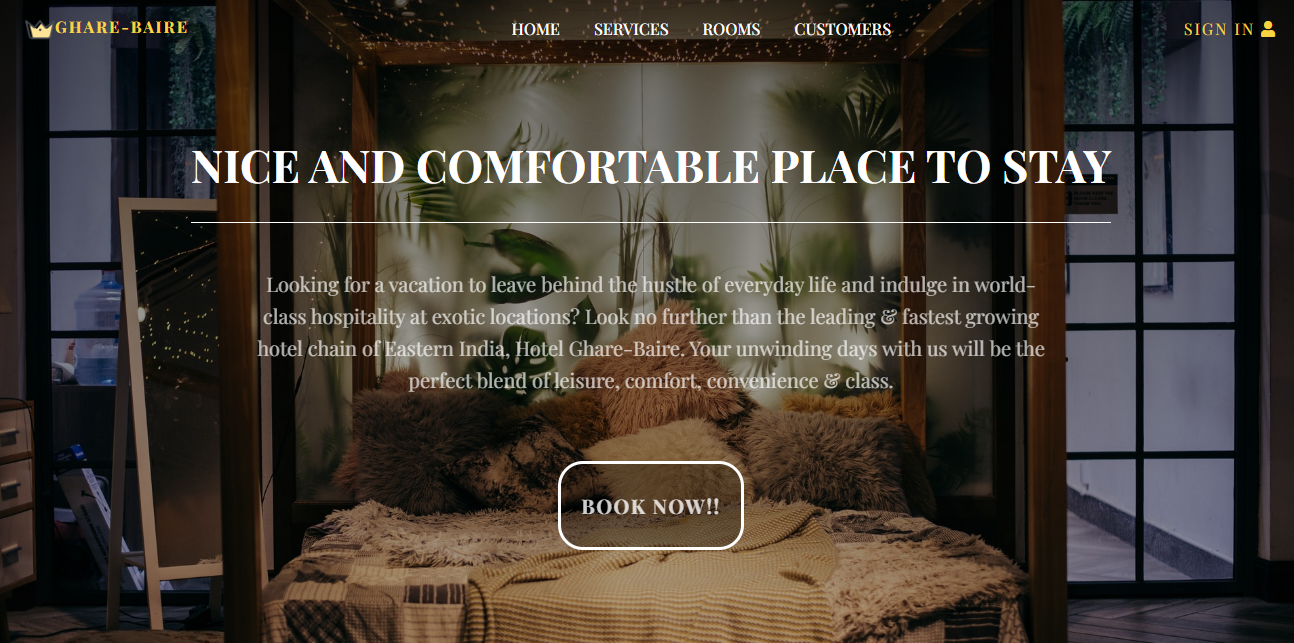 GHARE-BAIRE
HOME SERVICES ROOMS CUSTOMERS
SIGN IN
NICE AND COMFORTABLE PLACE TO STAY
Looking for a vacation to leave behind the hustle of everyday life and indulge in world-
class hospitality at exotic locations? Look no further than the leading & fastest growing
hotel chain of Eastern India, Hotel Ghare-Baire. Your unwinding days with us will be the
perfect blend of leisure, comfort, convenience & class.
BOOK NOW!!